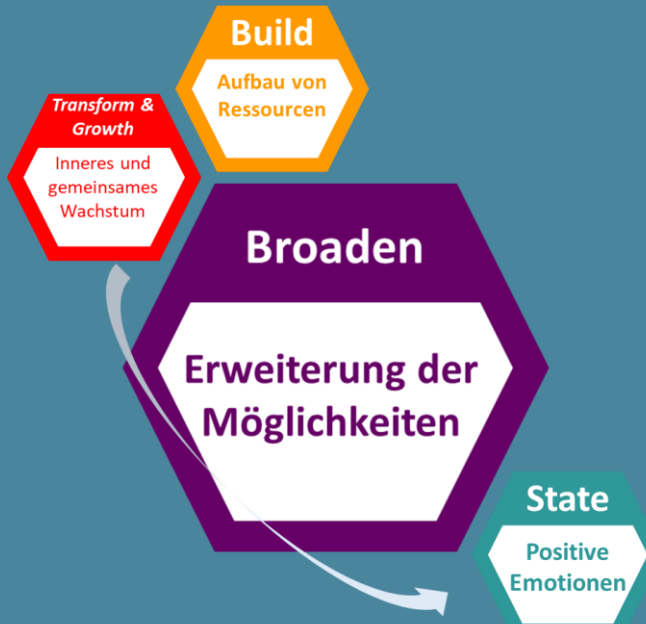 Build
Aufbau von
Ressourcen
Transform &
Growth
Inneres und
gemeinsames
Wachstum
Broaden
Erweiterung der
Möglichkeiten
State
Positive
Emotionen